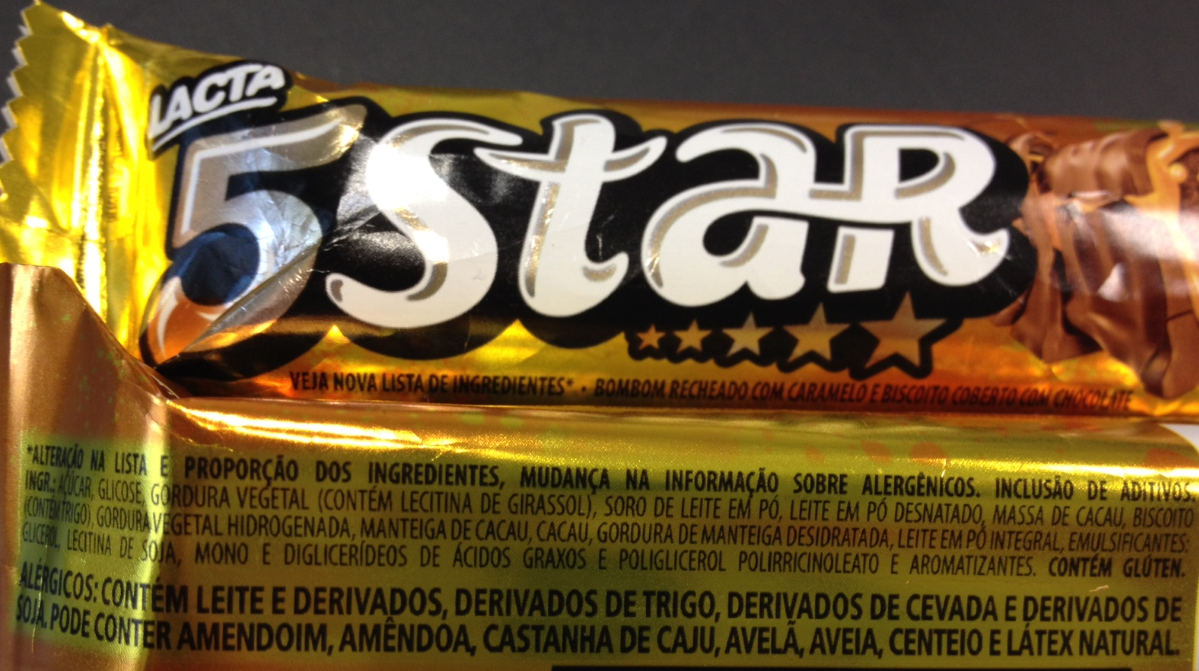 LACTA
5Star
VEJA NOVA LISTA DE INGREDIENTES* • BOMBOM RECHEADO COM CARAMELO E BISCOITO COBERTO COM CHOCOLATE
*ALTERAÇÃO NA LISTA E PROPORÇÃO DOS INGREDIENTES, MUDANÇA NA INFORMAÇÃO SOBRE ALERGÊNICOS. INCLUSÃO DE ADITIVOS.
INGR.: AÇÚCAR, GLICOSE, GORDURA VEGETAL (CONTÉM LECITINA DE GIRASSOL), SORO DE LEITE EM PÓ, LEITE EM PÓ DESNATADO, MASSA DE CACAU, BISCOITO
(CONTÉM TRIGO), GORDURA VEGETAL HIDROGENADA, MANTEIGA DE CACAU, CACAU, GORDURA DE MANTEIGA DESIDRATADA, LEITE EM PÓ INTEGRAL, EMULSIFICANTES:
GLICEROL, LECITINA DE SOJA, MONO E DIGLICERÍDEOS DE ÁCIDOS GRAXOS E POLIGLICEROL POLIRRICINOLEATO E AROMATIZANTES. CONTÉM GLÚTEN.
ALÉRGICOS: CONTÉM LEITE E DERIVADOS, DERIVADOS DE TRIGO, DERIVADOS DE CEVADA E DERIVADOS DE
SOJA. PODE CONTER AMENDOIM, AMÊNDOA, CASTANHA DE CAJU, AVELÃ, AVEIA, CENTEIO E LÁTEX NATURAL.